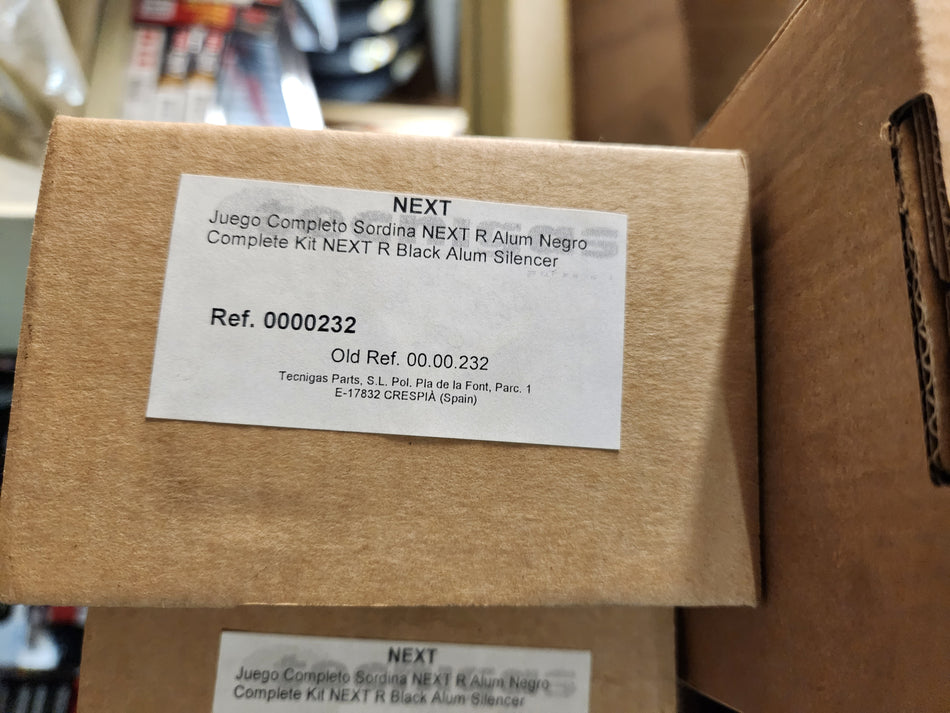 NEXT
Juego Completo Sordina NEXT R Alum Negro
Complete Kit NEXT R Black Alum Silencer
Ref. 0000232
Old Ref. 00.00.232
Tecnigas Parts, S.L. Pol. Pla de la Font, Parc. 1
E-17832 CRESPIÀ (Spain)
NEXT
Juego Completo Sordina NEXT R Alum Negro
Complete Kit NEXT R Black Alum Silencer